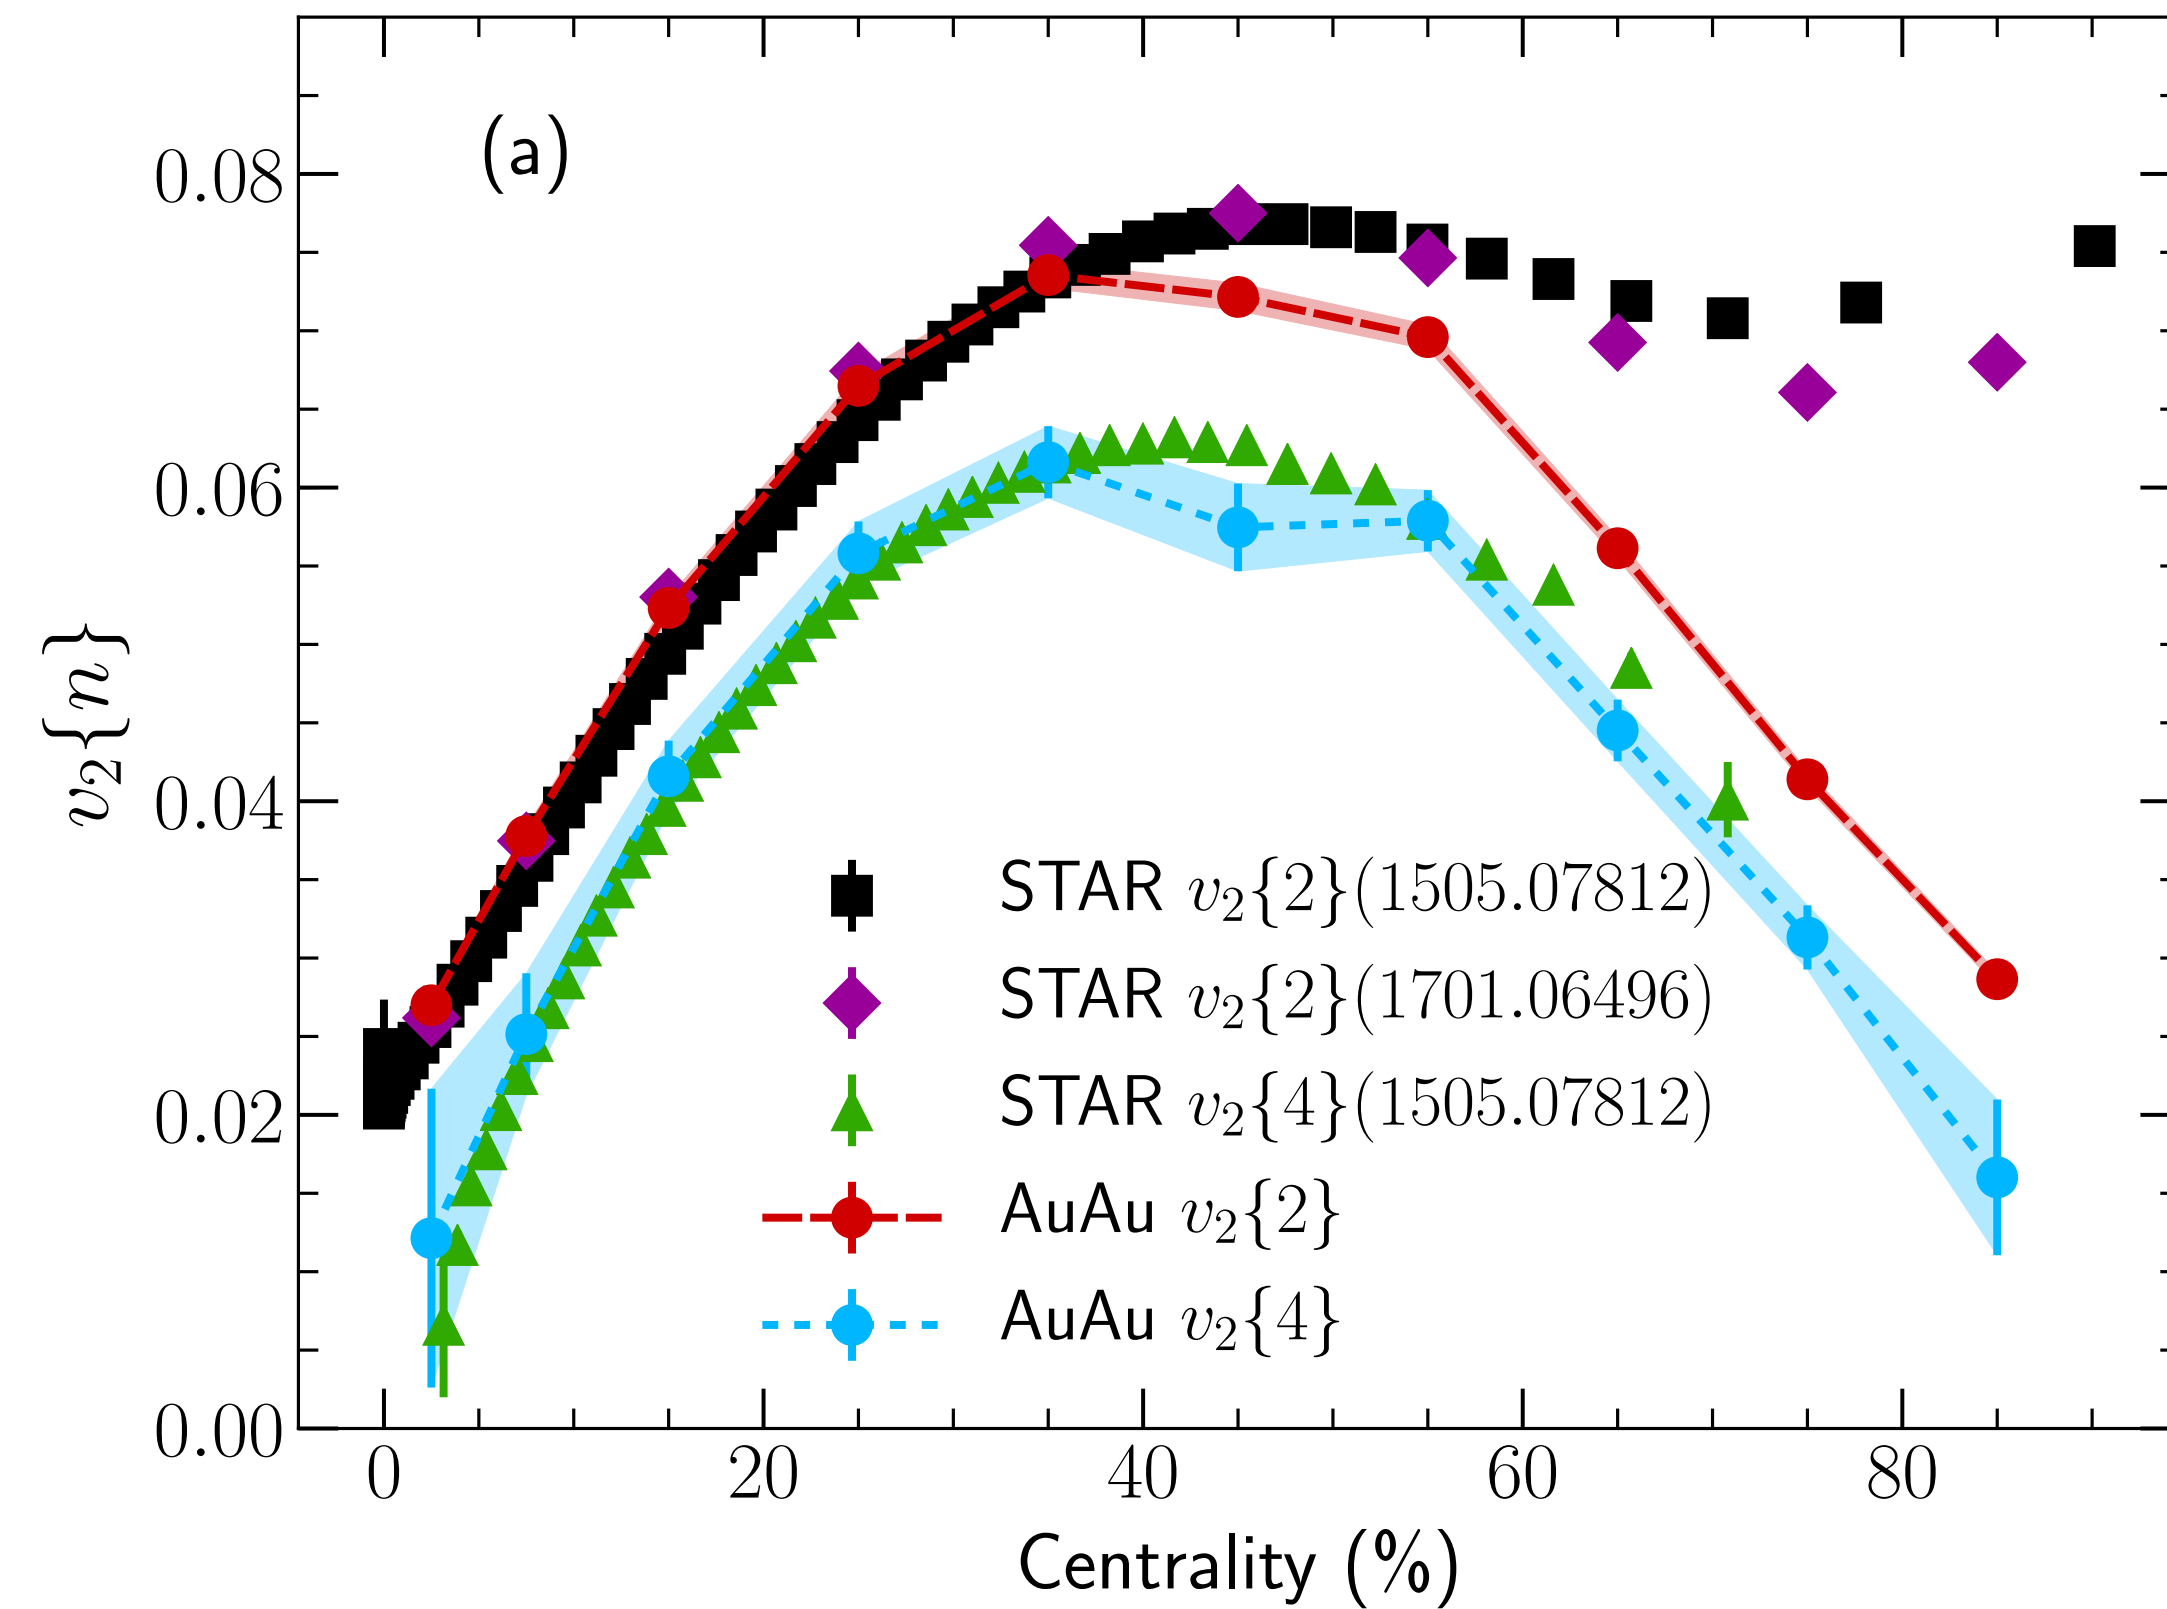 (a)
0.08
0.06
0.04
0.02
0.00
v₂{n}
STAR v₂{2}(1505.07812)
STAR v₂{2}(1701.06496)
STAR v₂{4}(1505.07812)
AuAu v₂{2}
AuAu v₂{4}
0 20 40 60 80
Centrality (%)